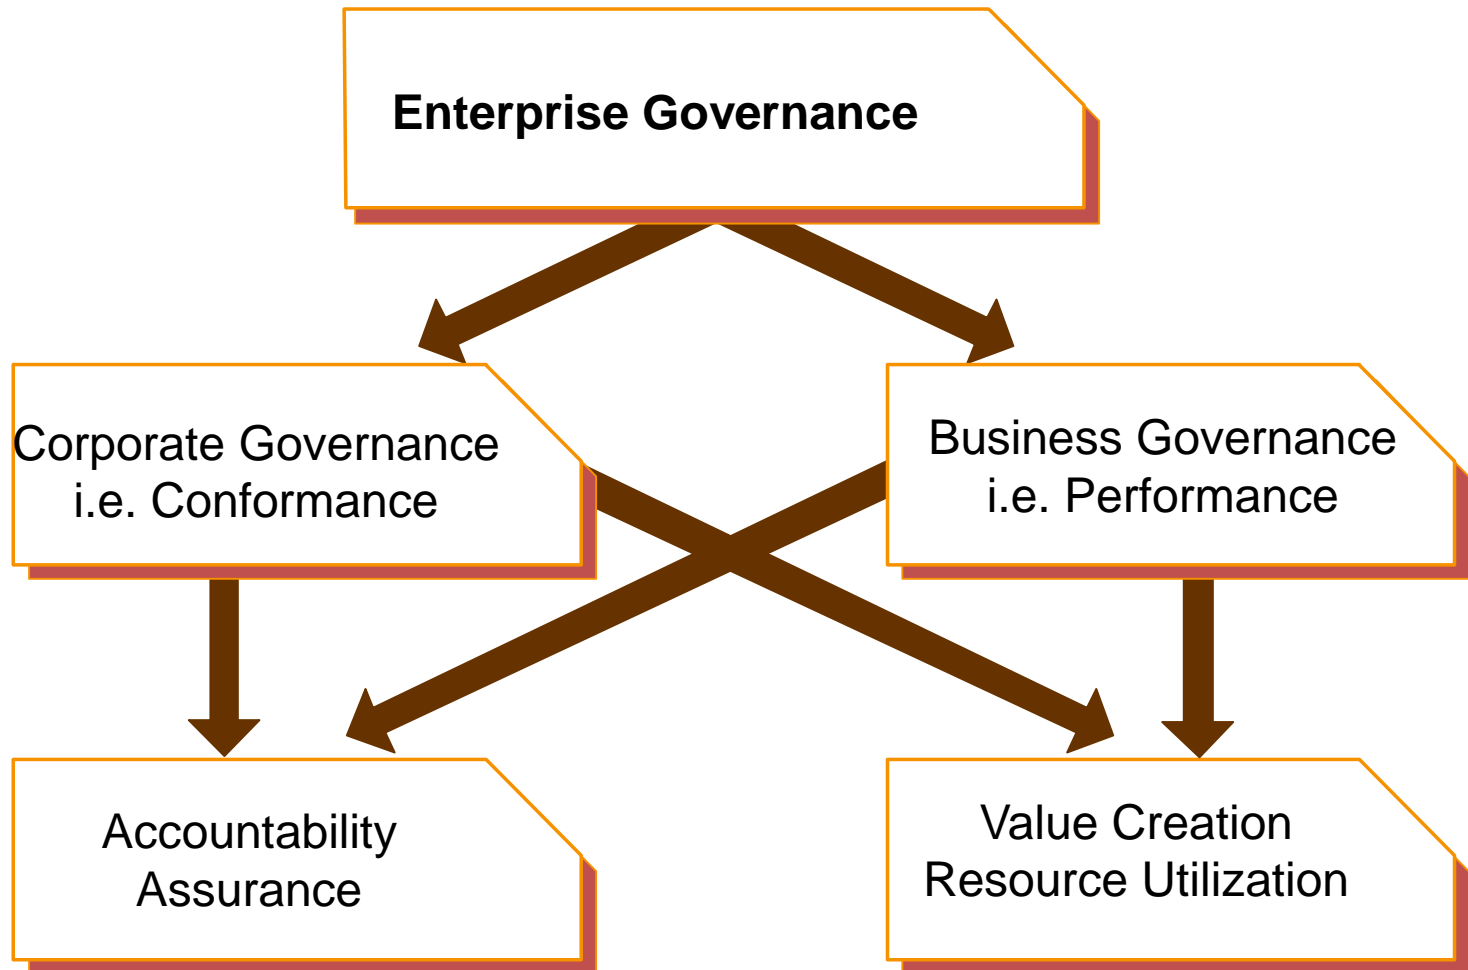 Enterprise Governance
Corporate Governance
i.e. Conformance
Business Governance
i.e. Performance
Accountability
Assurance
Value Creation
Resource Utilization